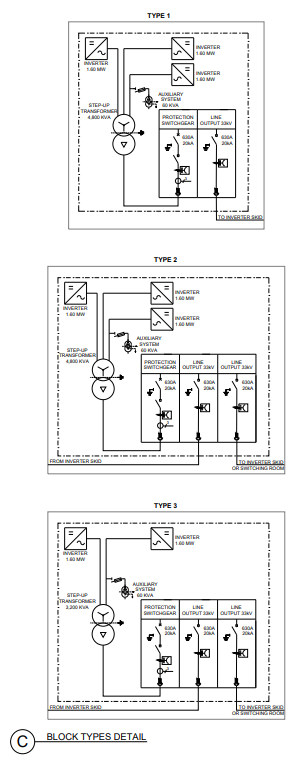 TYPE 1
INVERTER
1.60 MW
INVERTER
1.60 MW
INVERTER
1.60 MW
AUXILIARY
SYSTEM
60 KVA
STEP-UP
TRANSFORMER
4,800 KVA
PROTECTION
SWITCHGEAR
LINE
OUTPUT 33kV
630A
20kA
630A
20kA
TO INVERTER SKID
TYPE 2
INVERTER
1.60 MW
INVERTER
1.60 MW
INVERTER
1.60 MW
AUXILIARY
SYSTEM
60 KVA
STEP-UP
TRANSFORMER
4,800 KVA
PROTECTION
SWITCHGEAR
LINE
OUTPUT 33kV
LINE
OUTPUT 33kV
630A
20kA
630A
20kA
630A
20kA
FROM INVERTER SKID
TO INVERTER SKID
OR SWITCHING ROOM
TYPE 3
INVERTER
1.60 MW
INVERTER
1.60 MW
AUXILIARY
SYSTEM
60 KVA
STEP-UP
TRANSFORMER
3,200 KVA
PROTECTION
SWITCHGEAR
LINE
OUTPUT 33kV
LINE
OUTPUT 33kV
630A
20kA
630A
20kA
630A
20kA
FROM INVERTER SKID
TO INVERTER SKID
OR SWITCHING ROOM
C
BLOCK TYPES DETAIL